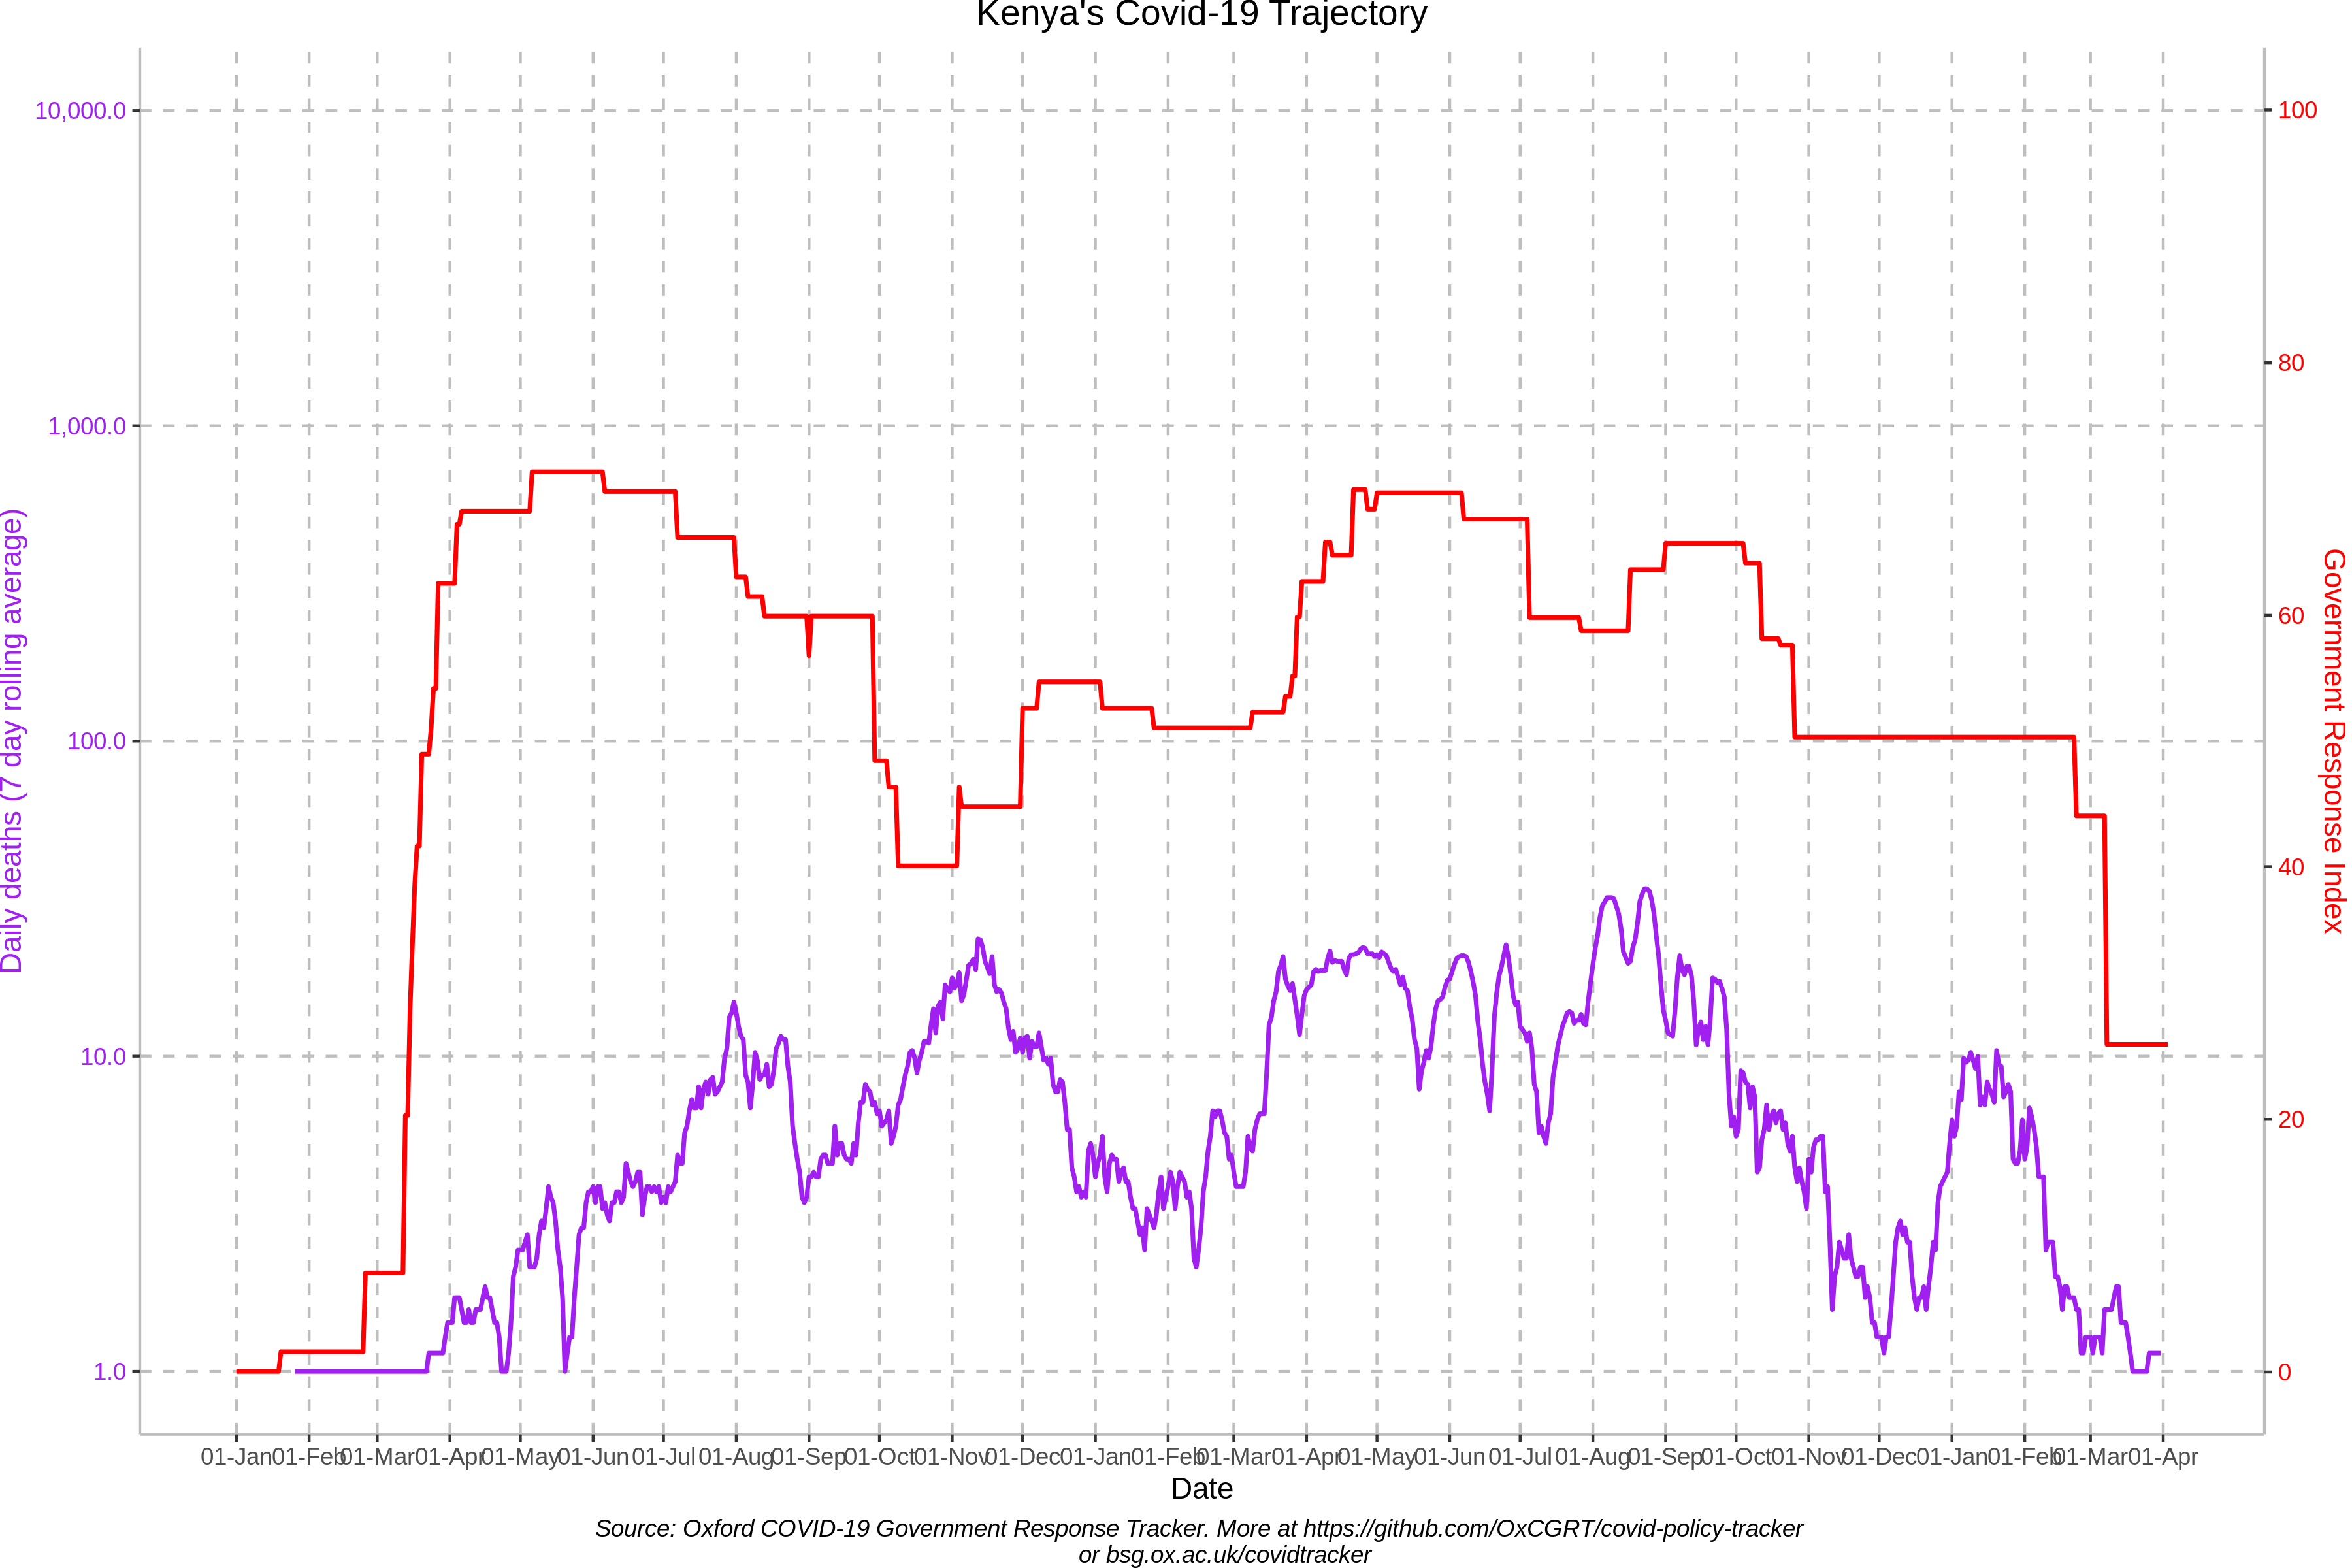 Kenya's Covid-19 Trajectory
10,000.0
1,000.0
100.0
10.0
1.0
Daily deaths (7 day rolling average)
100
80
60
40
20
0
Government Response Index
01-Jan 01-Feb 01-Mar 01-Apr 01-May 01-Jun 01-Jul 01-Aug 01-Sep 01-Oct 01-Nov 01-Dec 01-Jan 01-Feb 01-Mar 01-Apr 01-May 01-Jun 01-Jul 01-Aug 01-Sep 01-Oct 01-Nov 01-Dec 01-Jan 01-Feb 01-Mar 01-Apr
Date
Source: Oxford COVID-19 Government Response Tracker. More at https://github.com/OxCGRT/covid-policy-tracker
or bsg.ox.ac.uk/covidtracker